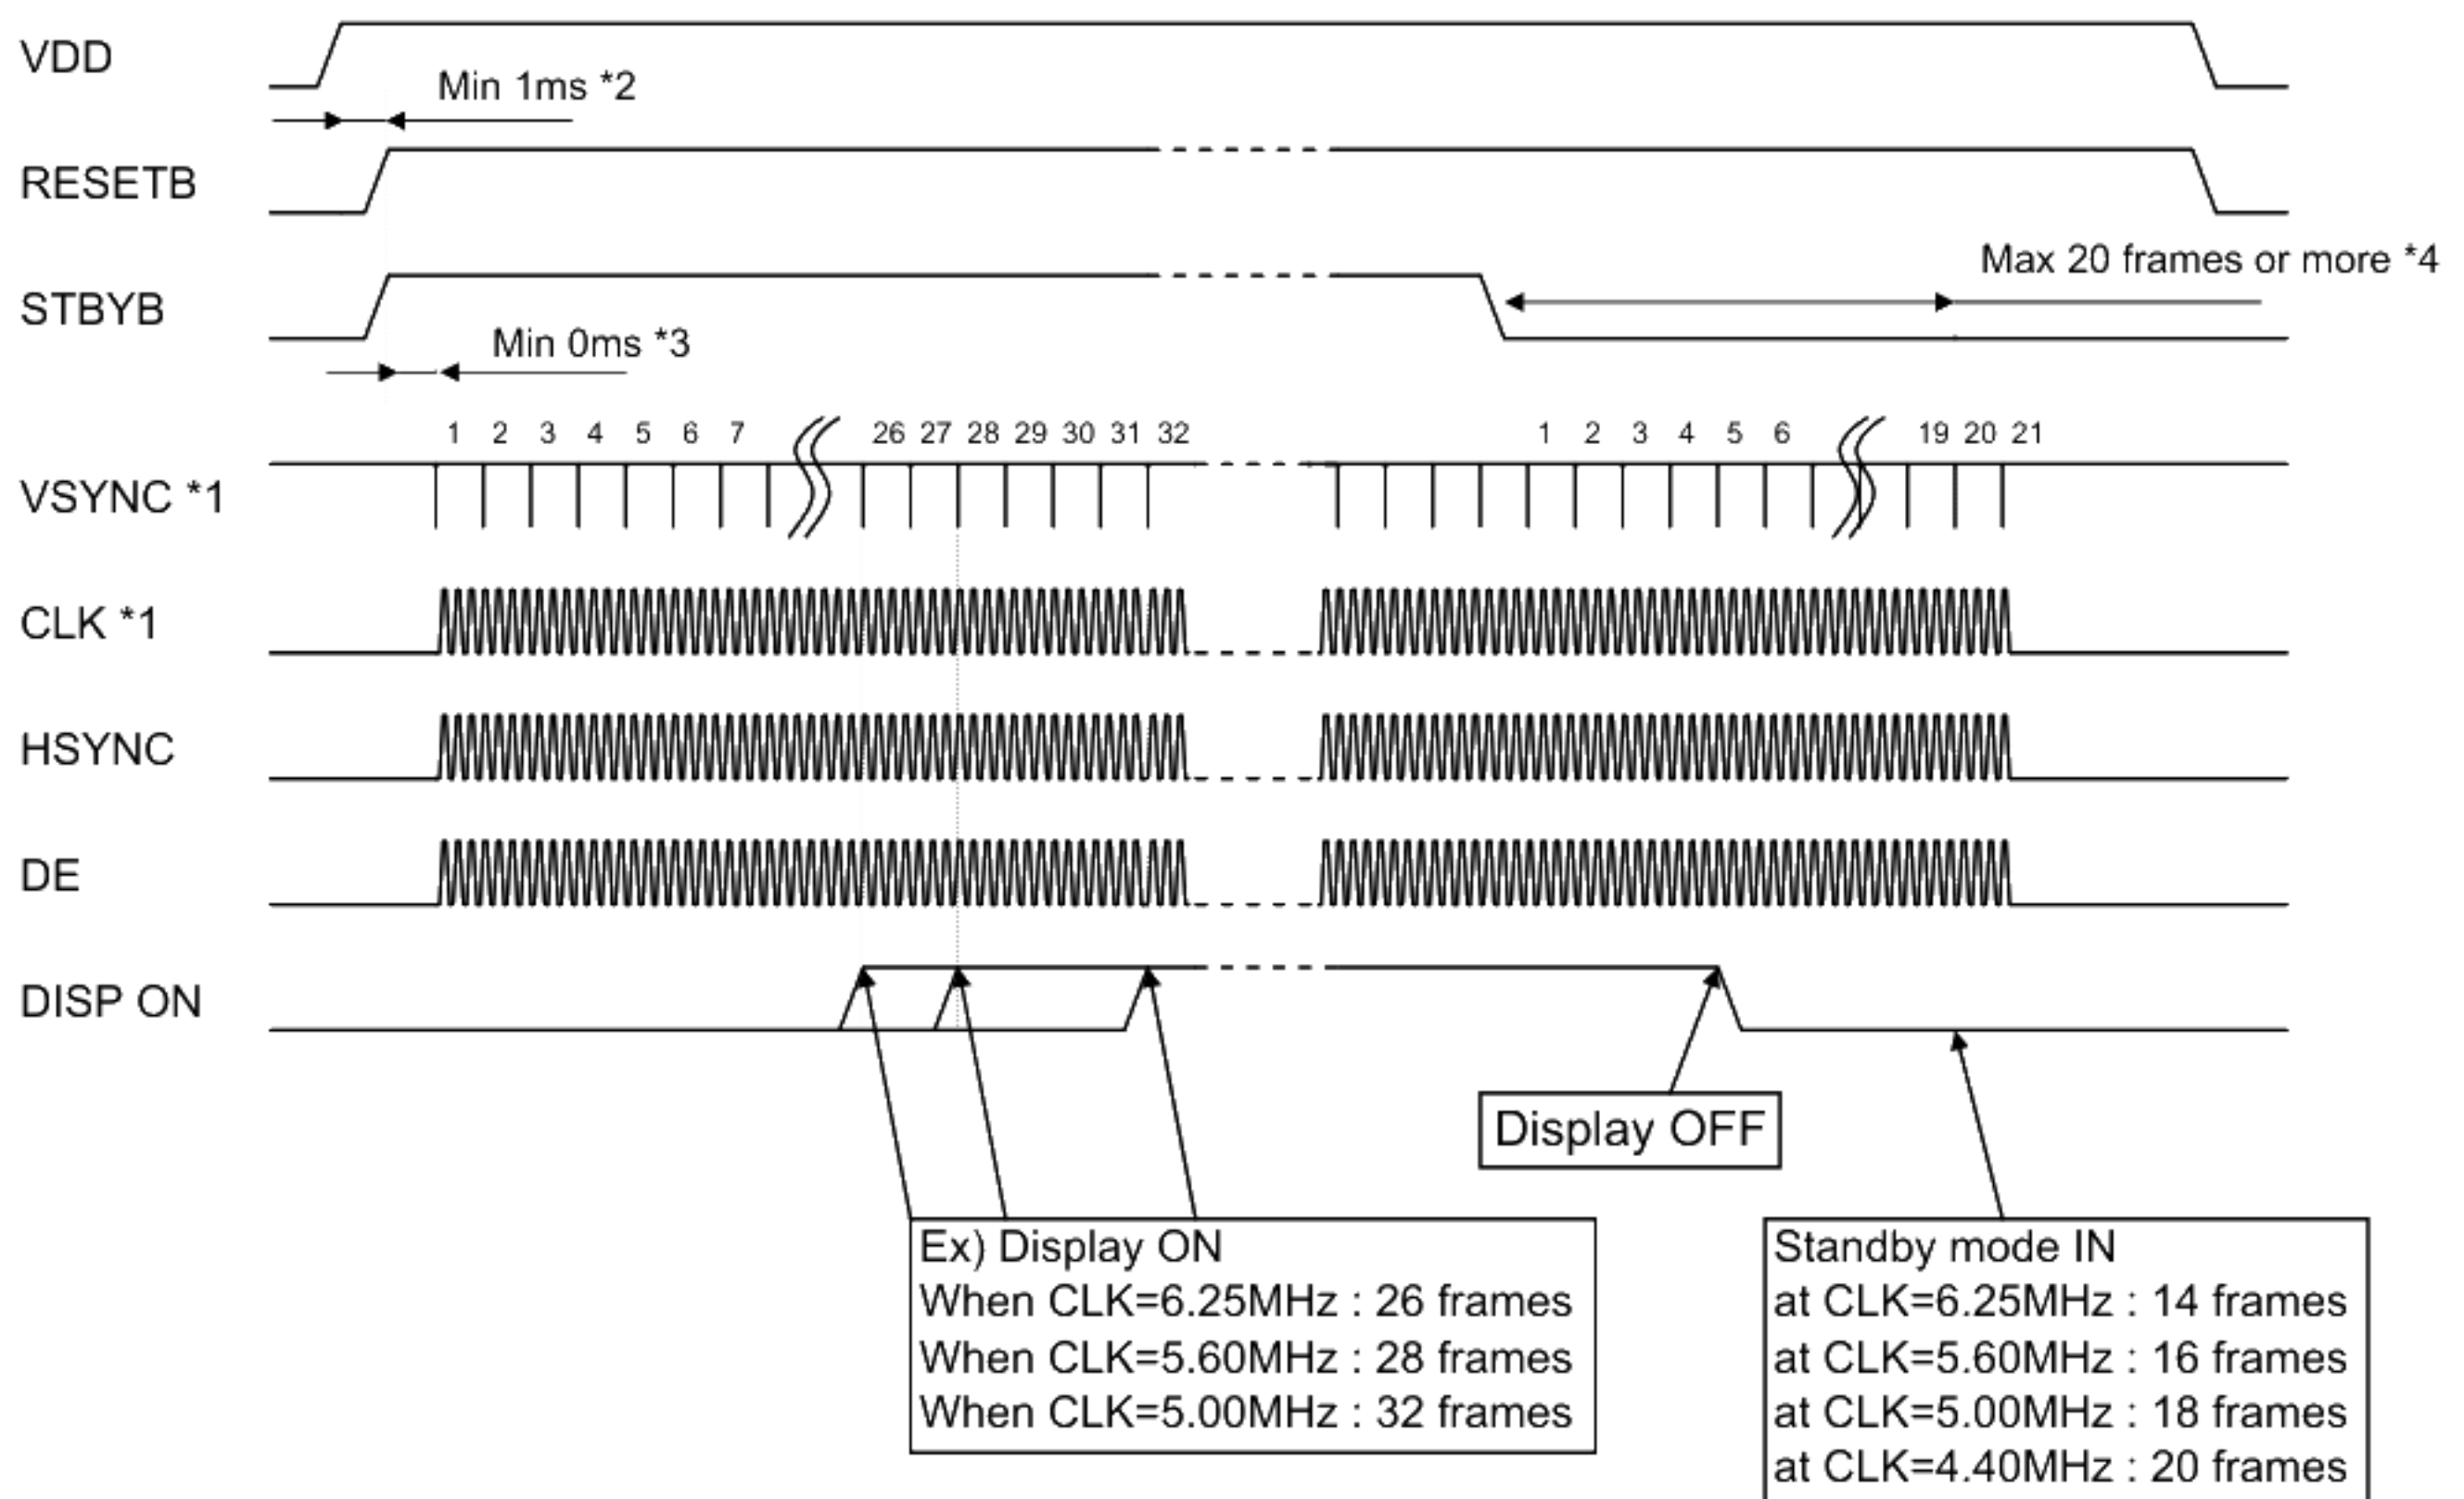 VDD
Min 1ms *2
RESETB
Max 20 frames or more *4
STBYB
Min 0ms *3
1 2 3 4 5 6 7 26 27 28 29 30 31 32 1 2 3 4 5 6 19 20 21
VSYNC *1
CLK *1
HSYNC
DE
DISP ON
Display OFF
Ex) Display ON
When CLK=6.25MHz : 26 frames
When CLK=5.60MHz : 28 frames
When CLK=5.00MHz : 32 frames
Standby mode IN
at CLK=6.25MHz : 14 frames
at CLK=5.60MHz : 16 frames
at CLK=5.00MHz : 18 frames
at CLK=4.40MHz : 20 frames